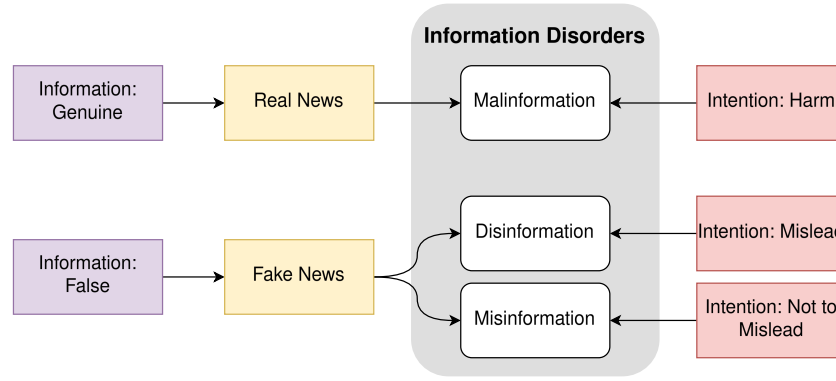 Information Disorders
Information:
Genuine
Real News
Malinformation
Intention: Harm
Disinformation
Intention: Mislead
Information:
False
Fake News
Misinformation
Intention: Not to
Mislead